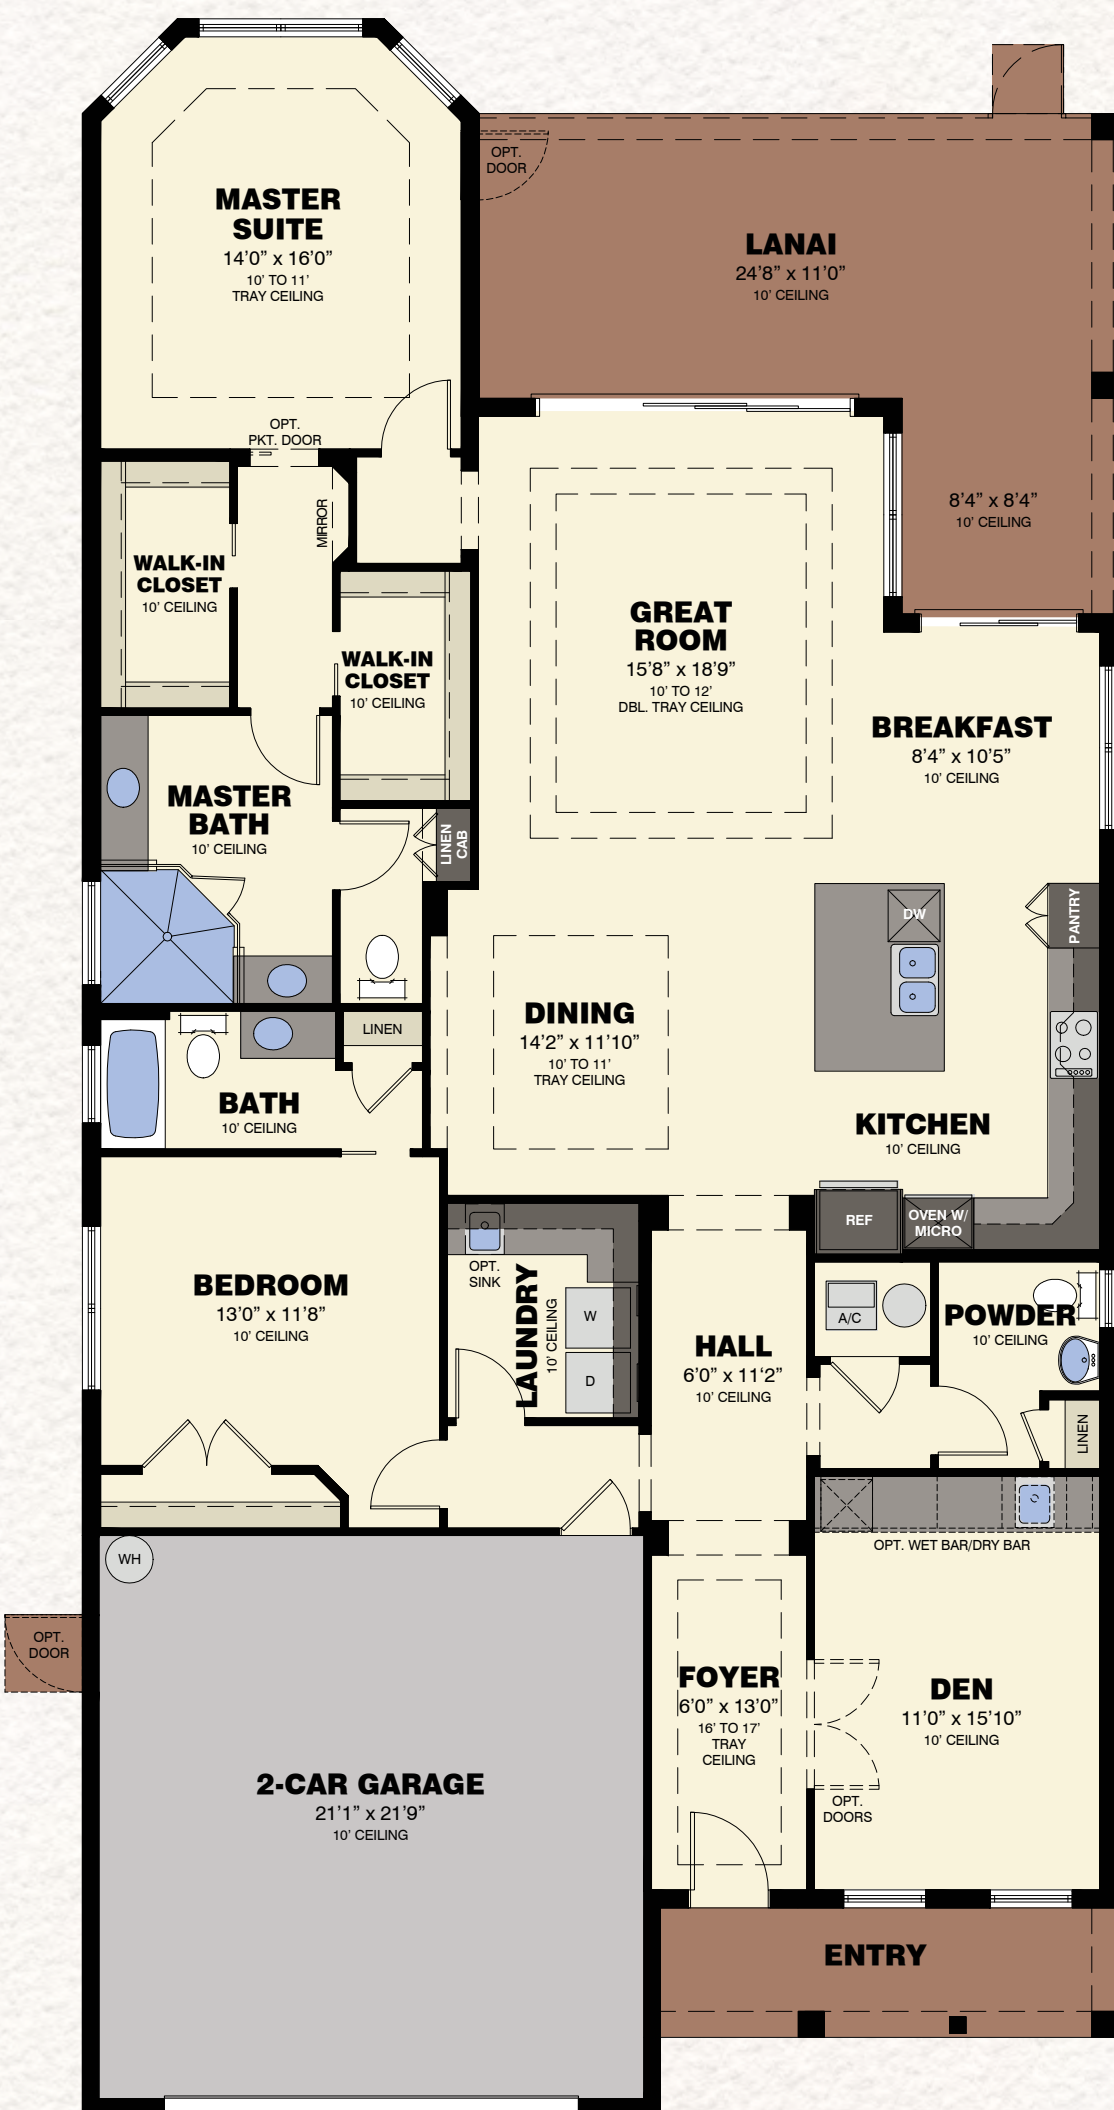 OPT.
DOOR
MASTER
SUITE
14’0” x 16’0”
10’ TO 11’
TRAY CEILING
LANAI
24’8” x 11’0”
10’ CEILING
OPT.
PKT. DOOR
MIRROR
8’4” x 8’4”
10’ CEILING
WALK-IN
CLOSET
10’ CEILING
GREAT
ROOM
15’8” x 18’9”
10’ TO 12’
DBL. TRAY CEILING
WALK-IN
CLOSET
10’ CEILING
BREAKFAST
8’4” x 10’5”
10’ CEILING
MASTER
BATH
10’ CEILING
LINEN
CAB
DW
PANTRY
DINING
14’2” x 11’10”
10’ TO 11’
TRAY CEILING
LINEN
BATH
10’ CEILING
KITCHEN
10’ CEILING
REF
OVEN W/
MICRO
OPT.
SINK
LAUNDRY
10’ CEILING
W
D
BEDROOM
13’0” x 11’8”
10’ CEILING
HALL
6’0” x 11’2”
10’ CEILING
A/C
POWDER
10’ CEILING
LINEN
OPT. WET BAR/DRY BAR
WH
OPT.
DOOR
FOYER
6’0” x 13’0”
16’ TO 17’
TRAY
CEILING
DEN
11’0” x 15’10”
10’ CEILING
OPT.
DOORS
2-CAR GARAGE
21’1” x 21’9”
10’ CEILING
ENTRY